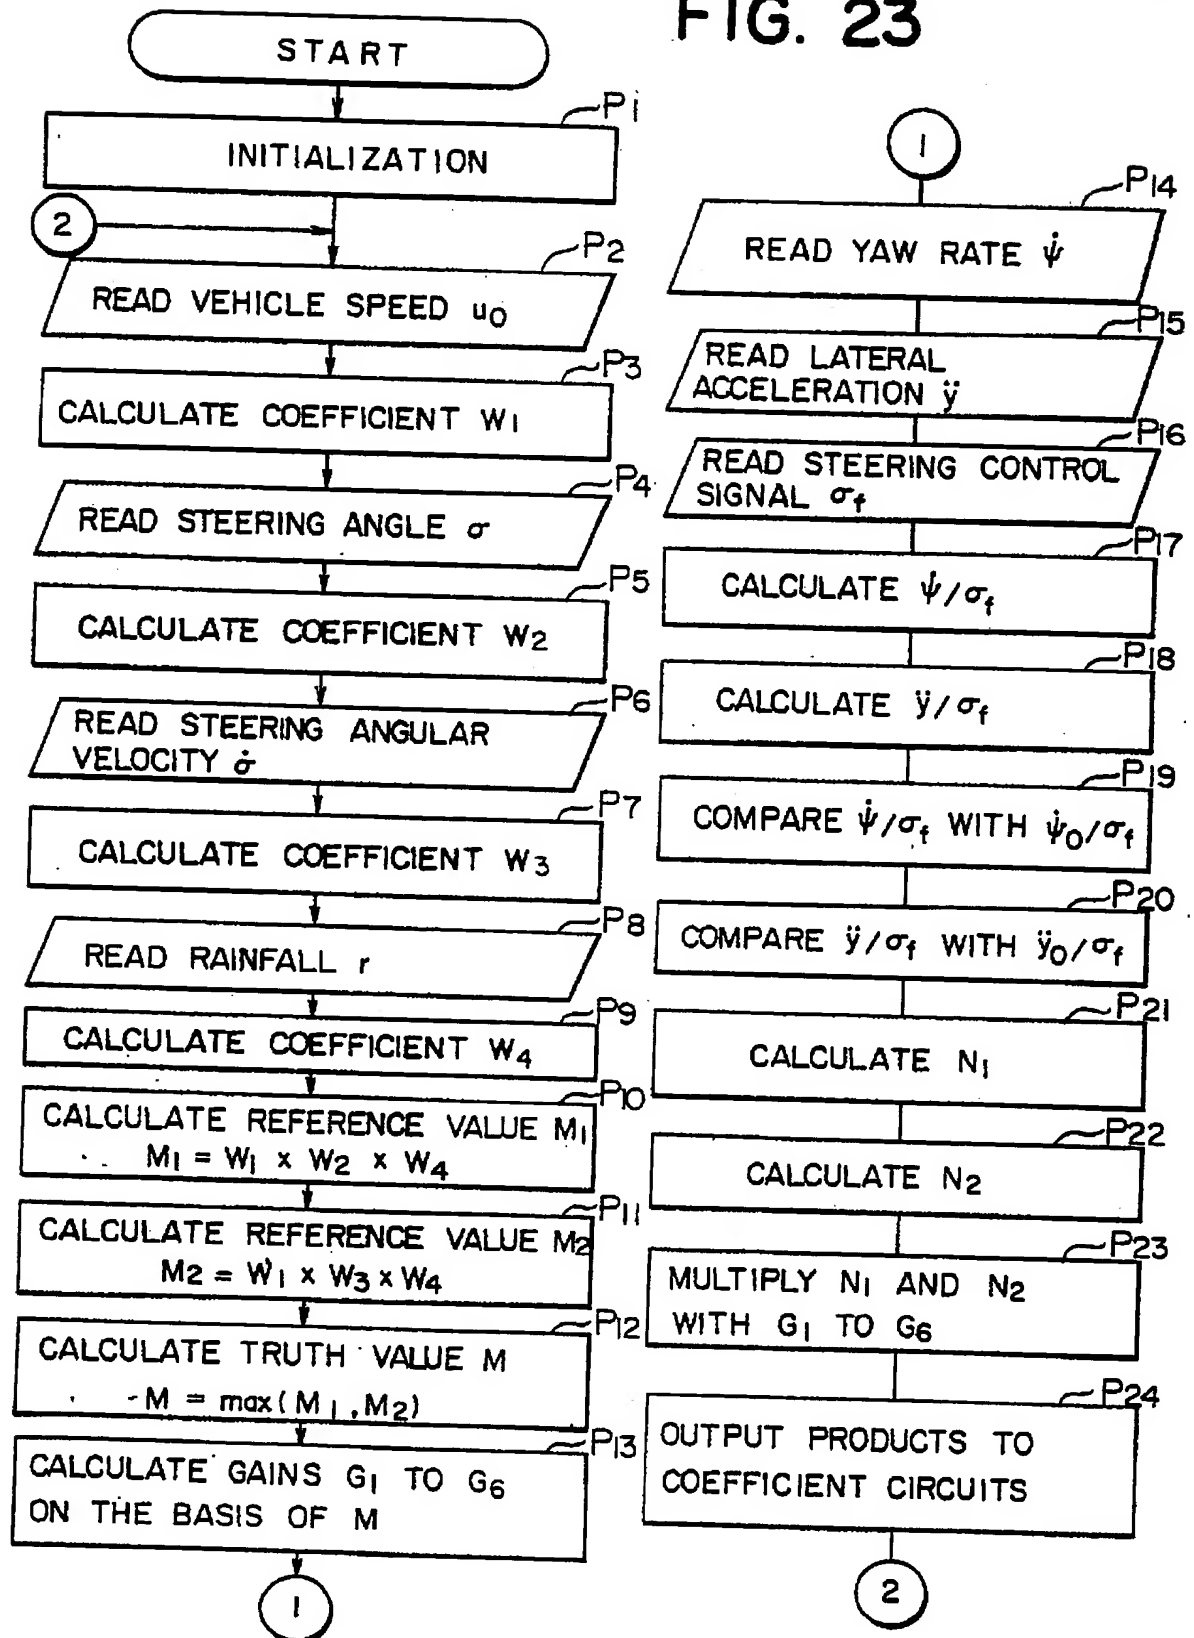 FIG. 23
START
P1
INITIALIZATION
2
P2
READ VEHICLE SPEED u0
P3
CALCULATE COEFFICIENT W1
P4
READ STEERING ANGLE σ
P5
CALCULATE COEFFICIENT W2
P6
READ STEERING ANGULAR
VELOCITY σ̇
P7
CALCULATE COEFFICIENT W3
P8
READ RAINFALL r
P9
CALCULATE COEFFICIENT W4
P10
CALCULATE REFERENCE VALUE M1
M1 = W1 x W2 x W4
P11
CALCULATE REFERENCE VALUE M2
M2 = W1 x W3 x W4
P12
CALCULATE TRUTH VALUE M
M = max(M1, M2)
P13
CALCULATE GAINS G1 TO G6
ON THE BASIS OF M
1
1
P14
READ YAW RATE ψ̇
P15
READ LATERAL
ACCELERATION ÿ
P16
READ STEERING CONTROL
SIGNAL σf
P17
CALCULATE ψ̇/σf
P18
CALCULATE ÿ/σf
P19
COMPARE ψ̇/σf WITH ψ̇0/σf
P20
COMPARE ÿ/σf WITH ÿ0/σf
P21
CALCULATE N1
P22
CALCULATE N2
P23
MULTIPLY N1 AND N2
WITH G1 TO G6
P24
OUTPUT PRODUCTS TO
COEFFICIENT CIRCUITS
2